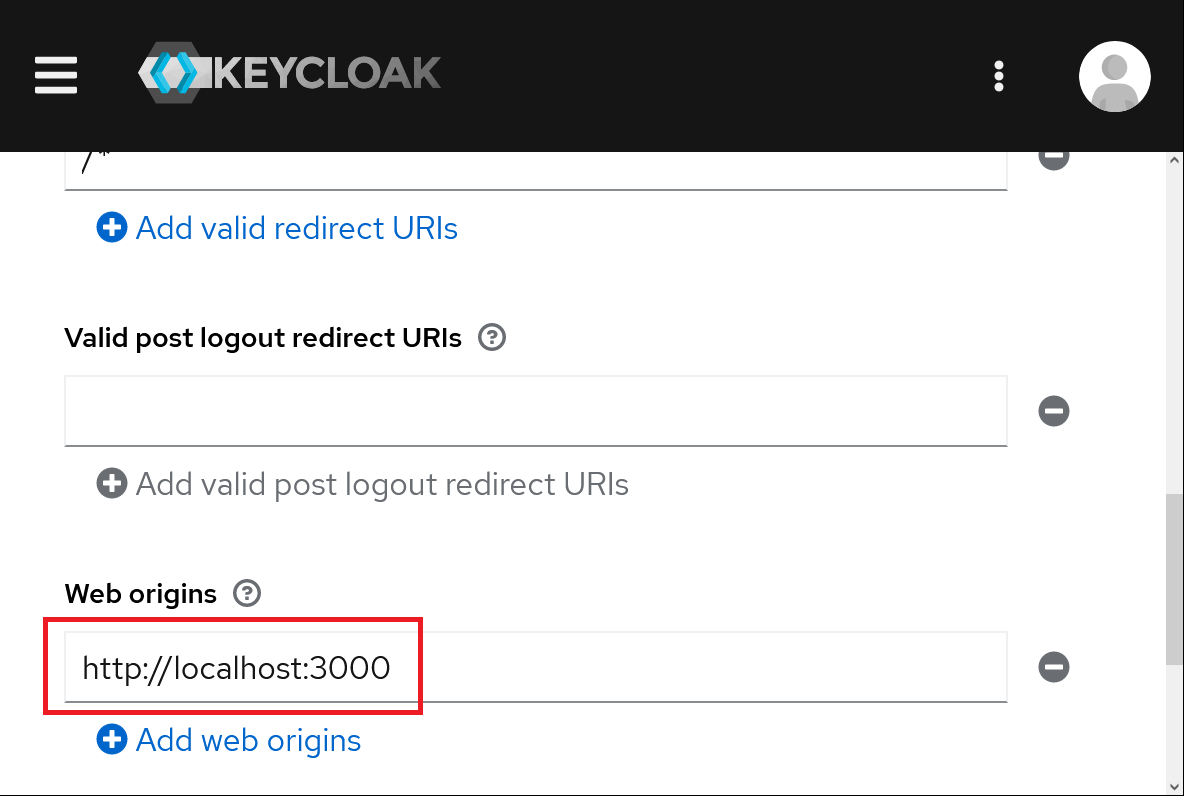 KEYCLOAK
/*
Add valid redirect URIs
Valid post logout redirect URIs
Add valid post logout redirect URIs
Web origins
http://localhost:3000
Add web origins